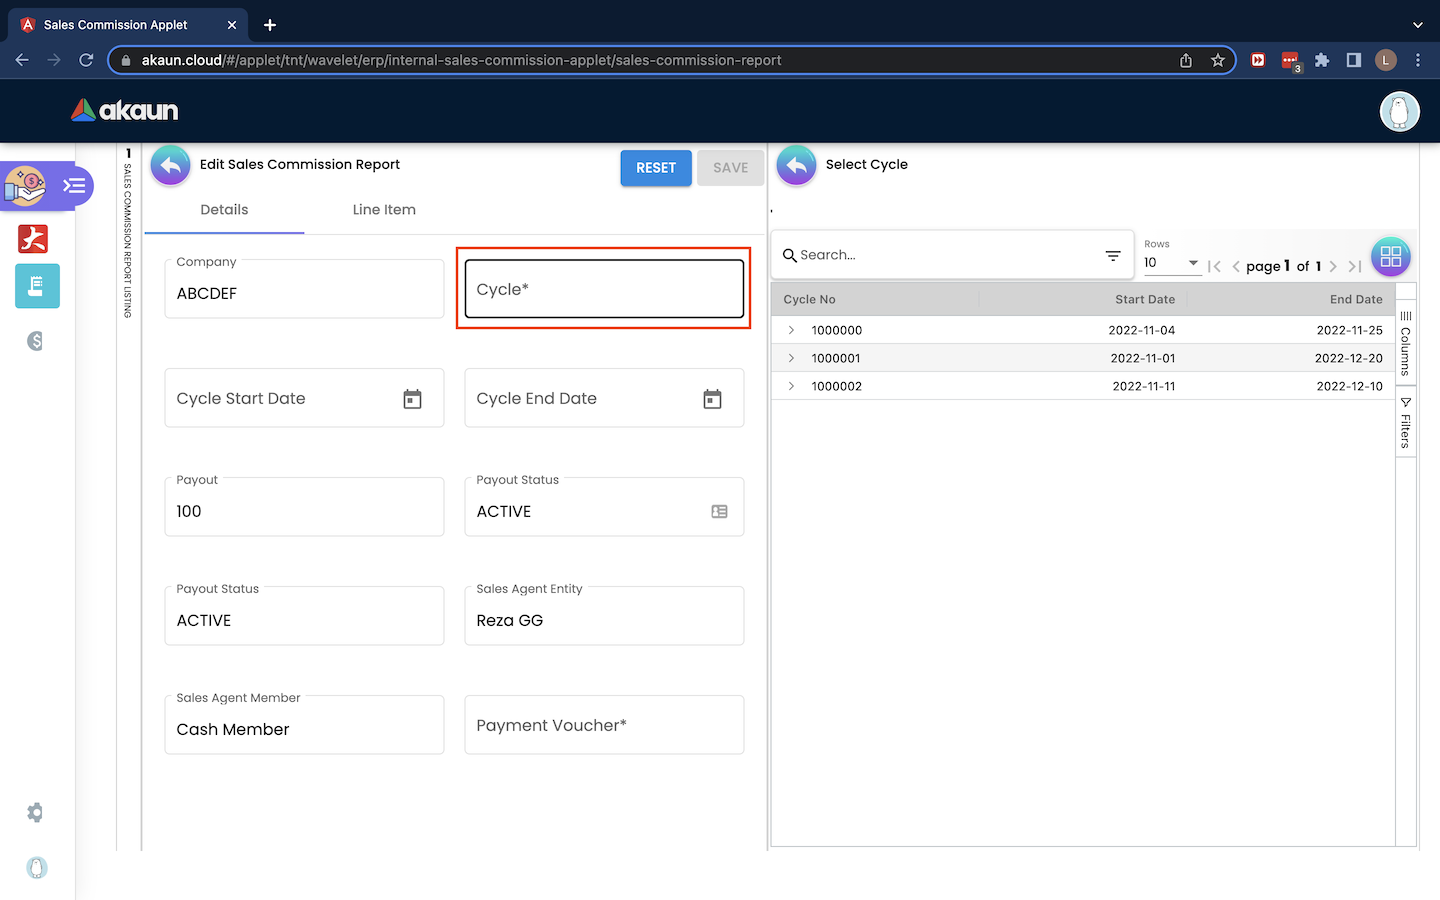 Sales Commission Applet
akaun.cloud/#/applet/tnt/wavelet/erp/internal-sales-commission-applet/sales-commission-report
3
L
akaun
1
SALES COMMISSION REPORT LISTING
Edit Sales Commission Report
RESET
SAVE
Details
Line Item
Company
ABCDEF
Cycle*
Cycle Start Date
Cycle End Date
Payout
100
Payout Status
ACTIVE
Payout Status
ACTIVE
Sales Agent Entity
Reza GG
Sales Agent Member
Cash Member
Payment Voucher*
Select Cycle
,
Search...
Rows
10
page 1 of 1
Cycle No Start Date End Date
1000000 2022-11-04 2022-11-25
1000001 2022-11-01 2022-12-20
1000002 2022-11-11 2022-12-10
Columns
Filters